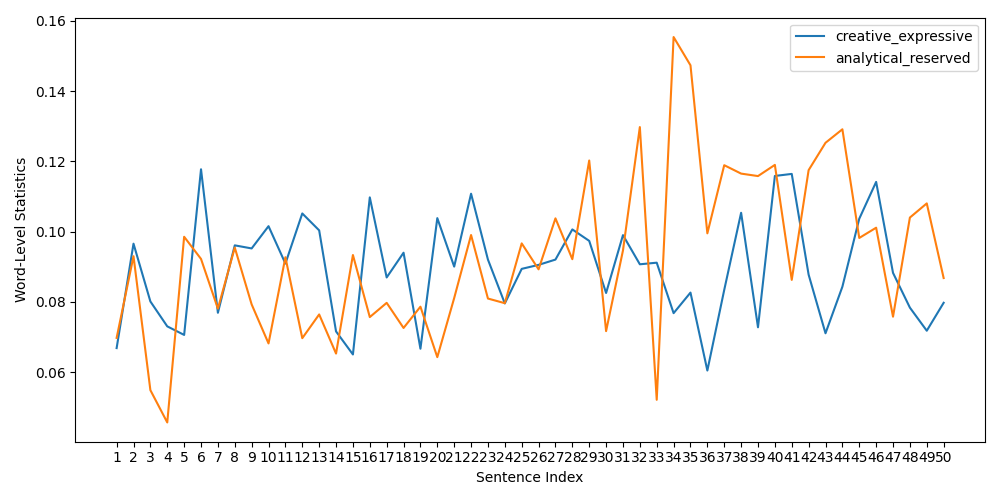 0.16
0.14
0.12
0.10
0.08
0.06
Word-Level Statistics
creative_expressive
analytical_reserved
1 2 3 4 5 6 7 8 9 10 11 12 13 14 15 16 17 18 19 20 21 22 23 24 25 26 27 28 29 30 31 32 33 34 35 36 37 38 39 40 41 42 43 44 45 46 47 48 49 50
Sentence Index